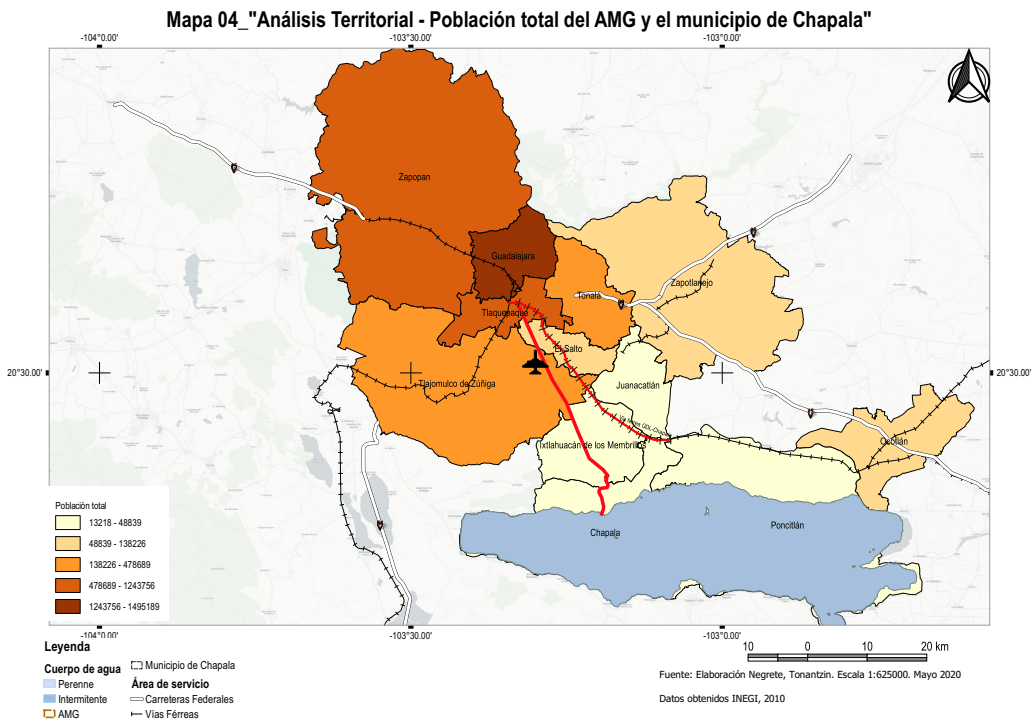 Mapa 04_"Análisis Territorial - Población total del AMG y el municipio de Chapala"
-104°0.00'
-103°30.00'
-103°0.00'
Zapopan
Guadalajara
Tonalá
Zapotlanejo
Tlaquepaque
El Salto
20°30.00'
20°30.00'
Tlajomulco de Zúñiga
Juanacatlán
Vía férrea GDL-Chapala
Ixtlahuacán de los Membrillos
Ocotlán
Chapala
Poncitlán
Población total
13218 - 48839
48839 - 138226
138226 - 478689
478689 - 1243756
1243756 - 1495189
-104°0.00'
-103°30.00'
-103°0.00'
Leyenda
Cuerpo de agua
Perenne
Intermitente
AMG
Municipio de Chapala
Área de servicio
Carreteras Federales
Vías Férreas
10 0 10 20 km
Fuente: Elaboración Negrete, Tonantzin. Escala 1:625000. Mayo 2020
Datos obtenidos INEGI, 2010